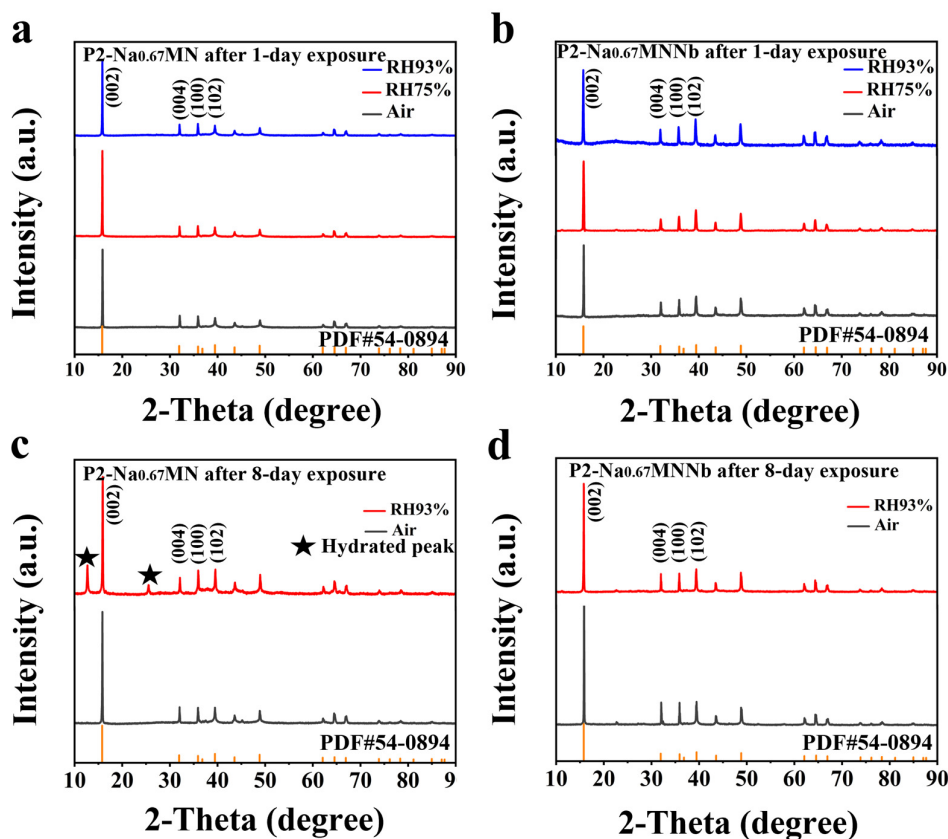 a
P2-Na0.67MN after 1-day exposure
RH93%
RH75%
Air
(002)
(004)
(100)
(102)
PDF#54-0894
Intensity (a.u.)
10 20 30 40 50 60 70 80 90
2-Theta (degree)
b
P2-Na0.67MNNb after 1-day exposure
RH93%
RH75%
Air
(002)
(004)
(100)
(102)
PDF#54-0894
Intensity (a.u.)
10 20 30 40 50 60 70 80 90
2-Theta (degree)
c
P2-Na0.67MN after 8-day exposure
RH93%
Air
Hydrated peak
(002)
(004)
(100)
(102)
PDF#54-0894
Intensity (a.u.)
10 20 30 40 50 60 70 80 9
2-Theta (degree)
d
P2-Na0.67MNNb after 8-day exposure
RH93%
Air
(002)
(004)
(100)
(102)
PDF#54-0894
Intensity (a.u.)
10 20 30 40 50 60 70 80 90
2-Theta (degree)